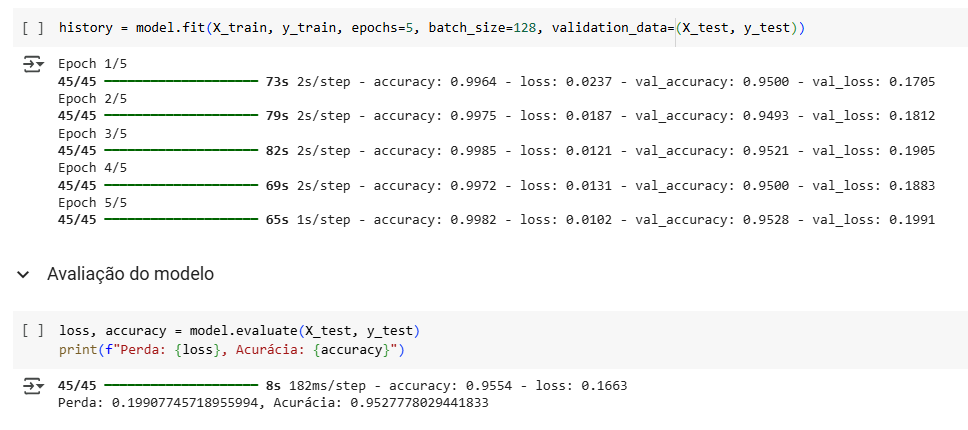 [ ] history = model.fit(X_train, y_train, epochs=5, batch_size=128, validation_data=(X_test, y_test))
Epoch 1/5
45/45 ━━━━━━━━━━━━━━━━━━━━ 73s 2s/step - accuracy: 0.9964 - loss: 0.0237 - val_accuracy: 0.9500 - val_loss: 0.1705
Epoch 2/5
45/45 ━━━━━━━━━━━━━━━━━━━━ 79s 2s/step - accuracy: 0.9975 - loss: 0.0187 - val_accuracy: 0.9493 - val_loss: 0.1812
Epoch 3/5
45/45 ━━━━━━━━━━━━━━━━━━━━ 82s 2s/step - accuracy: 0.9985 - loss: 0.0121 - val_accuracy: 0.9521 - val_loss: 0.1905
Epoch 4/5
45/45 ━━━━━━━━━━━━━━━━━━━━ 69s 2s/step - accuracy: 0.9972 - loss: 0.0131 - val_accuracy: 0.9500 - val_loss: 0.1883
Epoch 5/5
45/45 ━━━━━━━━━━━━━━━━━━━━ 65s 1s/step - accuracy: 0.9982 - loss: 0.0102 - val_accuracy: 0.9528 - val_loss: 0.1991
Avaliação do modelo
[ ] loss, accuracy = model.evaluate(X_test, y_test)
print(f"Perda: {loss}, Acurácia: {accuracy}")
45/45 ━━━━━━━━━━━━━━━━━━━━ 8s 182ms/step - accuracy: 0.9554 - loss: 0.1663
Perda: 0.19907745718955994, Acurácia: 0.9527778029441833